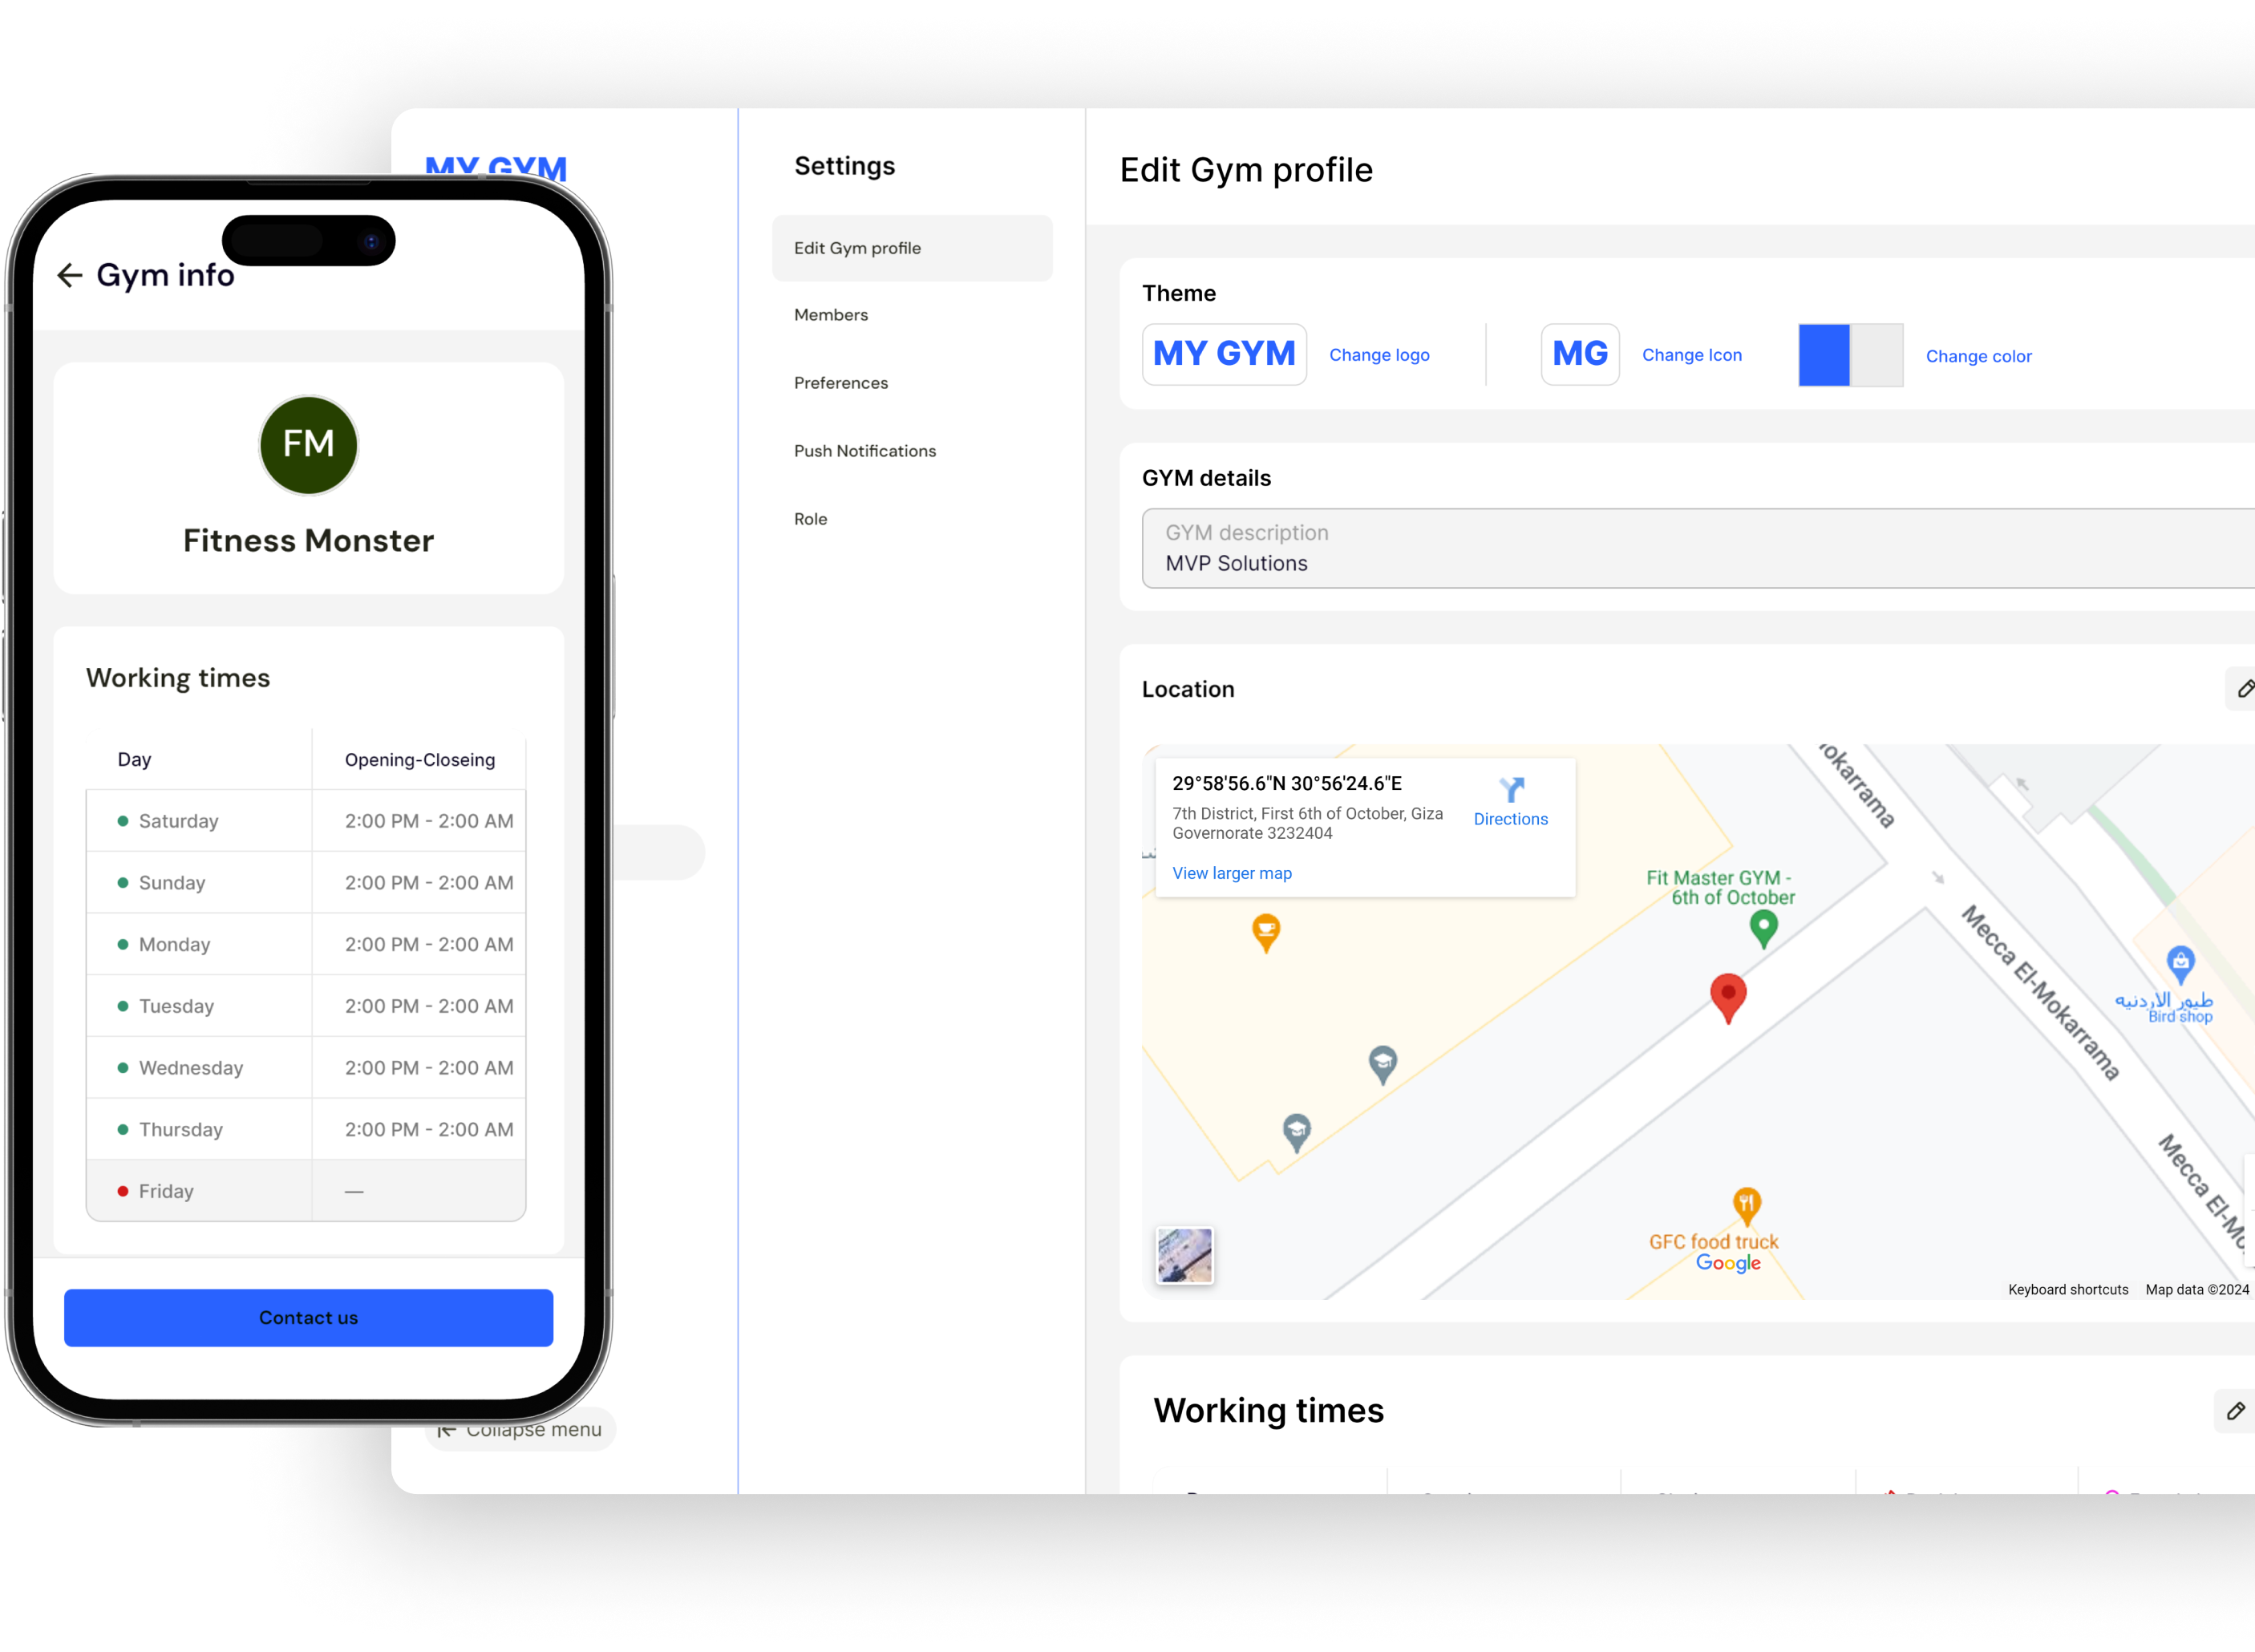 Gym info
FM
Fitness Monster
Working times
Day Opening-Closeing
Saturday 2:00 PM - 2:00 AM
Sunday 2:00 PM - 2:00 AM
Monday 2:00 PM - 2:00 AM
Tuesday 2:00 PM - 2:00 AM
Wednesday 2:00 PM - 2:00 AM
Thursday 2:00 PM - 2:00 AM
Friday —
Contact us
MY GYM
Collapse menu
Settings
Edit Gym profile
Members
Preferences
Push Notifications
Role
Edit Gym profile
Theme
MY GYM Change logo MG Change Icon Change color
GYM details
GYM description
MVP Solutions
Location
29°58'56.6"N 30°56'24.6"E
7th District, First 6th of October, Giza
Governorate 3232404
Directions
View larger map
Fit Master GYM -
6th of October
Mecca El-Mokarrama
طيور الأردنيه
Bird shop
GFC food truck
Google
Keyboard shortcuts Map data ©2024
Working times